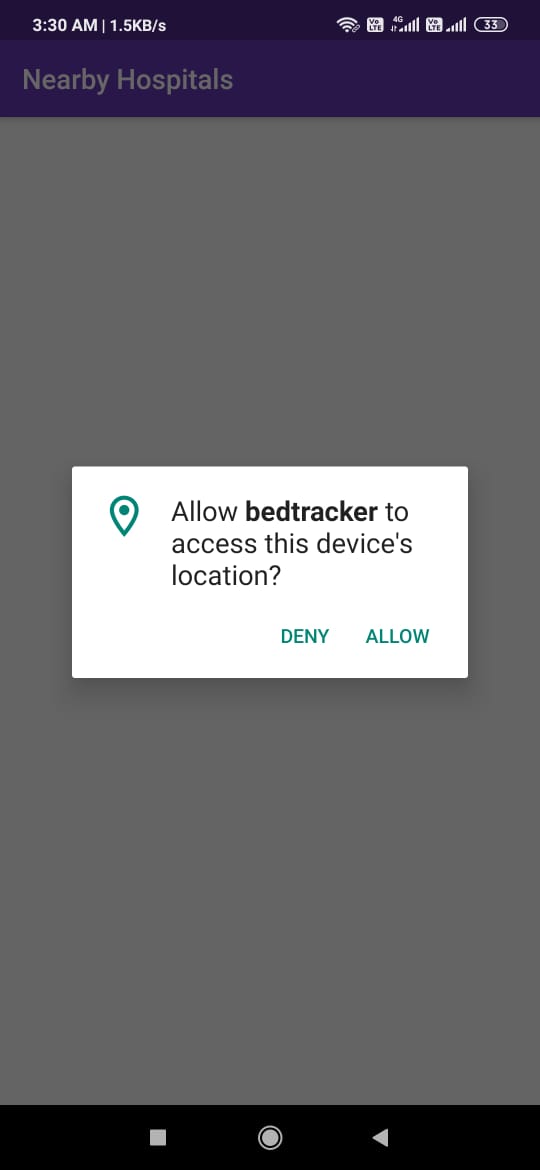 3:30 AM | 1.5KB/s Vo LTE 4G Vo LTE 33
Nearby Hospitals
Allow bedtracker to
access this device's
location?
DENY ALLOW